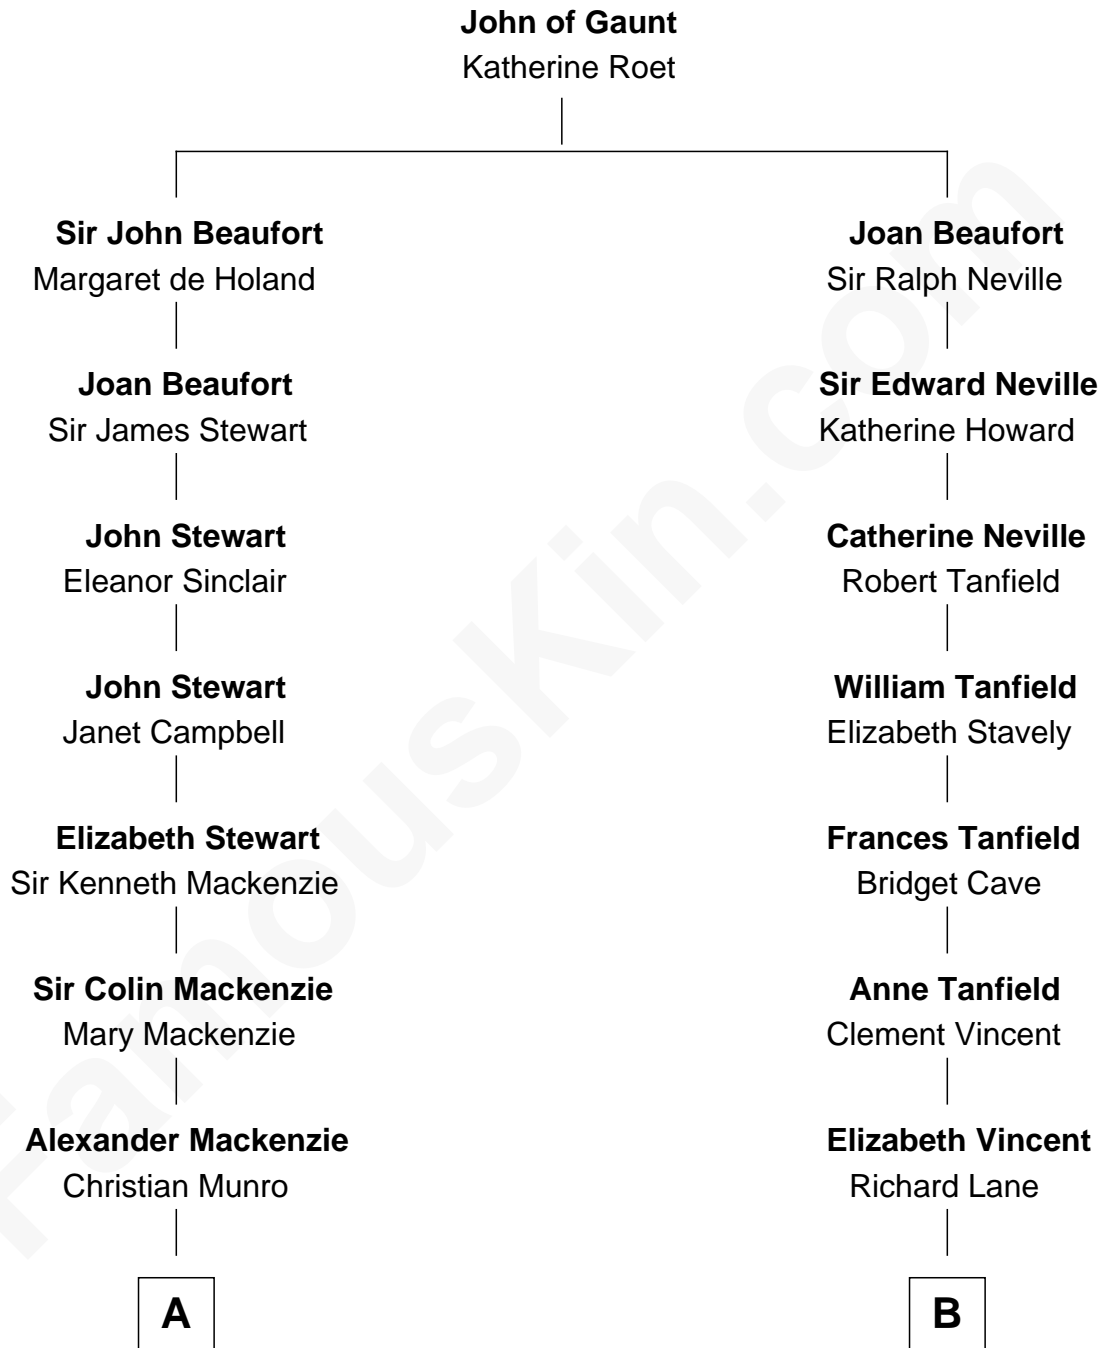 John of Gaunt
Katherine Roet
Sir John Beaufort
Margaret de Holand
Joan Beaufort
Sir James Stewart
John Stewart
Eleanor Sinclair
John Stewart
Janet Campbell
Elizabeth Stewart
Sir Kenneth Mackenzie
Sir Colin Mackenzie
Mary Mackenzie
Alexander Mackenzie
Christian Munro
A
Joan Beaufort
Sir Ralph Neville
Sir Edward Neville
Katherine Howard
Catherine Neville
Robert Tanfield
William Tanfield
Elizabeth Stavely
Frances Tanfield
Bridget Cave
Anne Tanfield
Clement Vincent
Elizabeth Vincent
Richard Lane
B
FamousKin.com